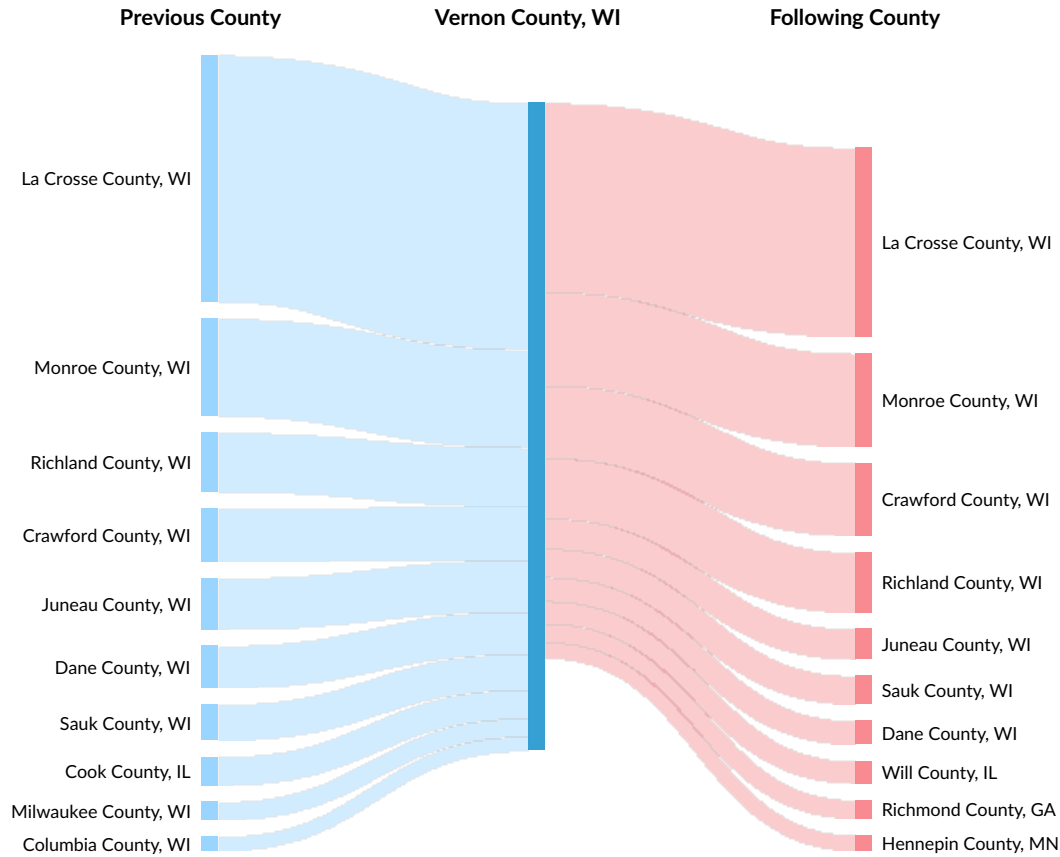 Previous County
Vernon County, WI
Following County
La Crosse County, WI
Monroe County, WI
Richland County, WI
Crawford County, WI
Juneau County, WI
Dane County, WI
Sauk County, WI
Cook County, IL
Milwaukee County, WI
Columbia County, WI
La Crosse County, WI
Monroe County, WI
Crawford County, WI
Richland County, WI
Juneau County, WI
Sauk County, WI
Dane County, WI
Will County, IL
Richmond County, GA
Hennepin County, MN